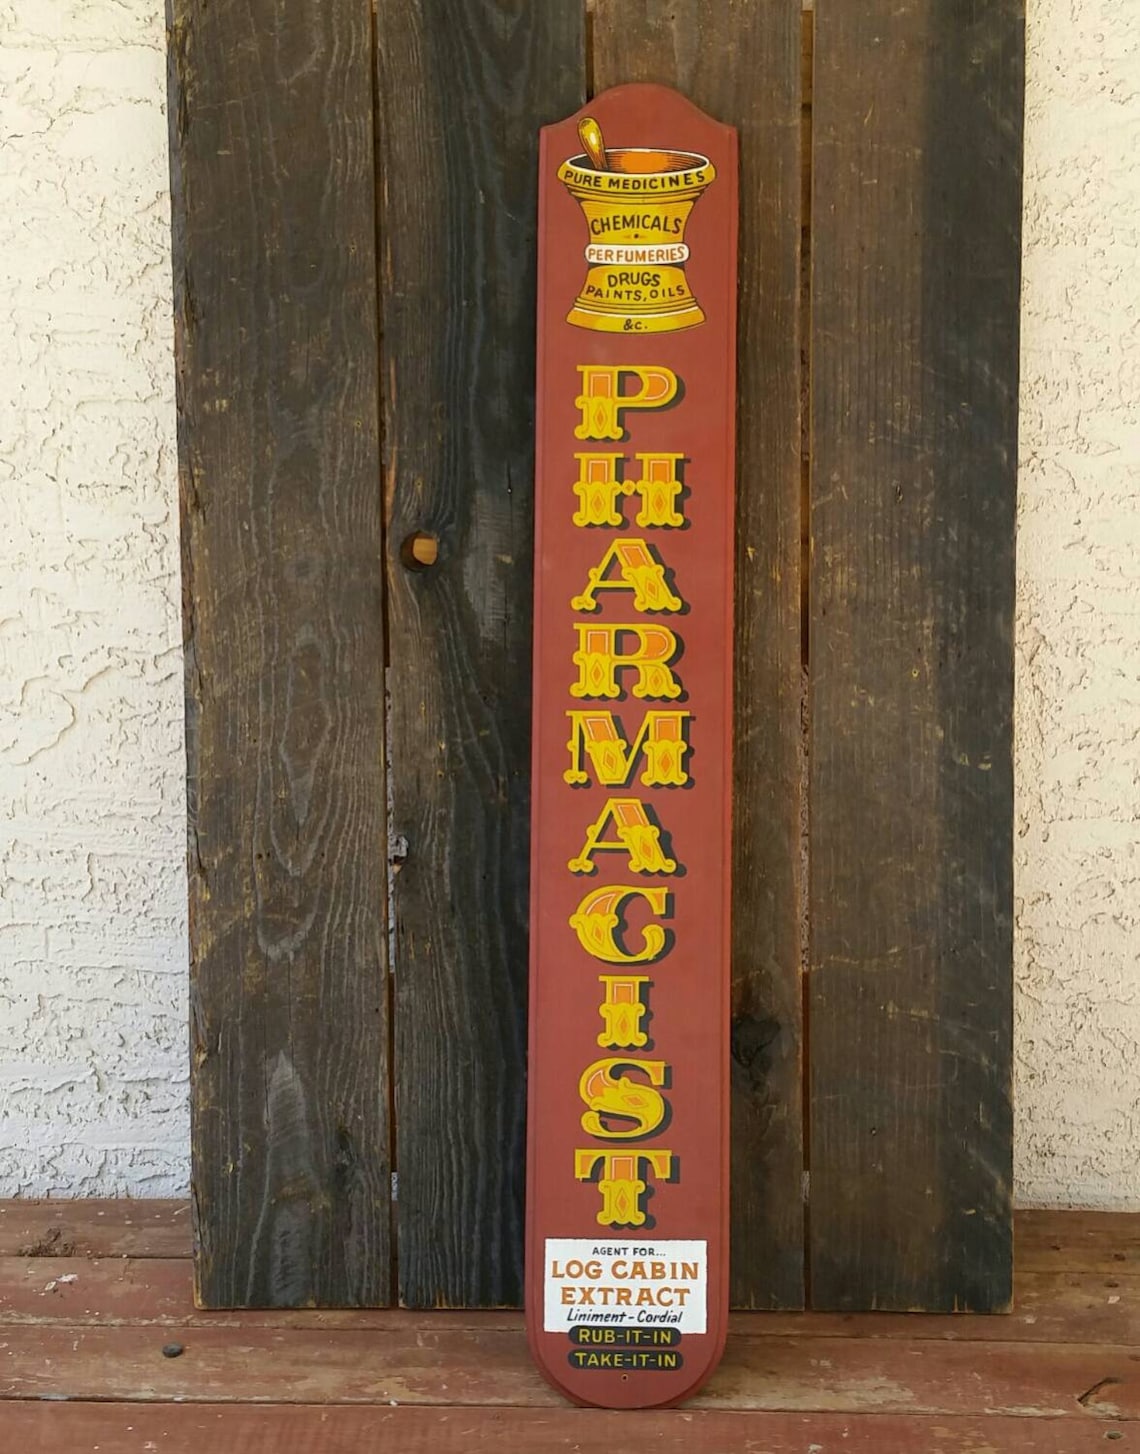 PURE MEDICINES
CHEMICALS
PERFUMERIES
DRUGS
PAINTS, OILS
&C.
PHARMACIST
AGENT FOR...
LOG CABIN
EXTRACT
Liniment - Cordial
RUB-IT-IN
TAKE-IT-IN